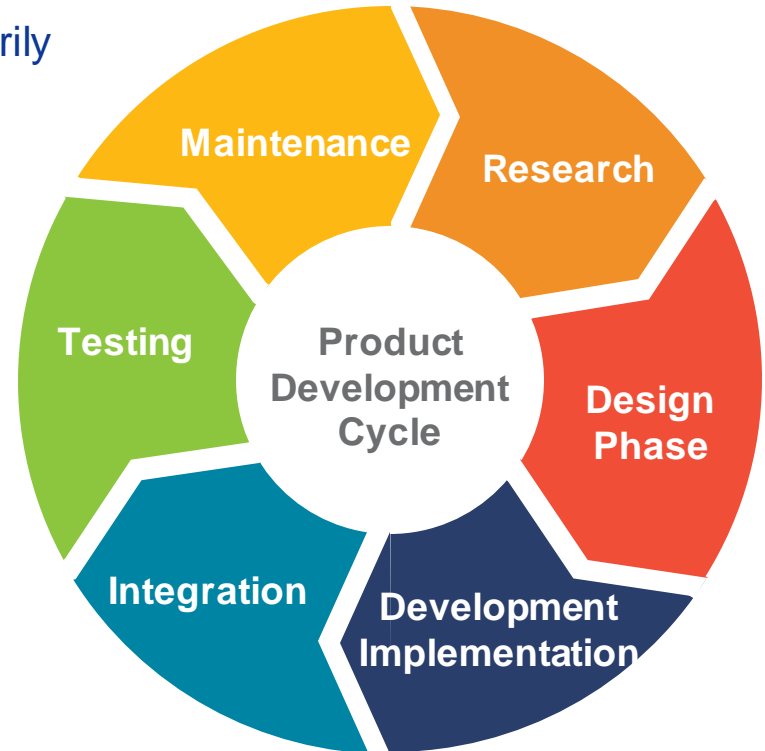 rily
Maintenance
Research
Testing
Product
Development
Cycle
Design
Phase
Integration
Development
Implementation